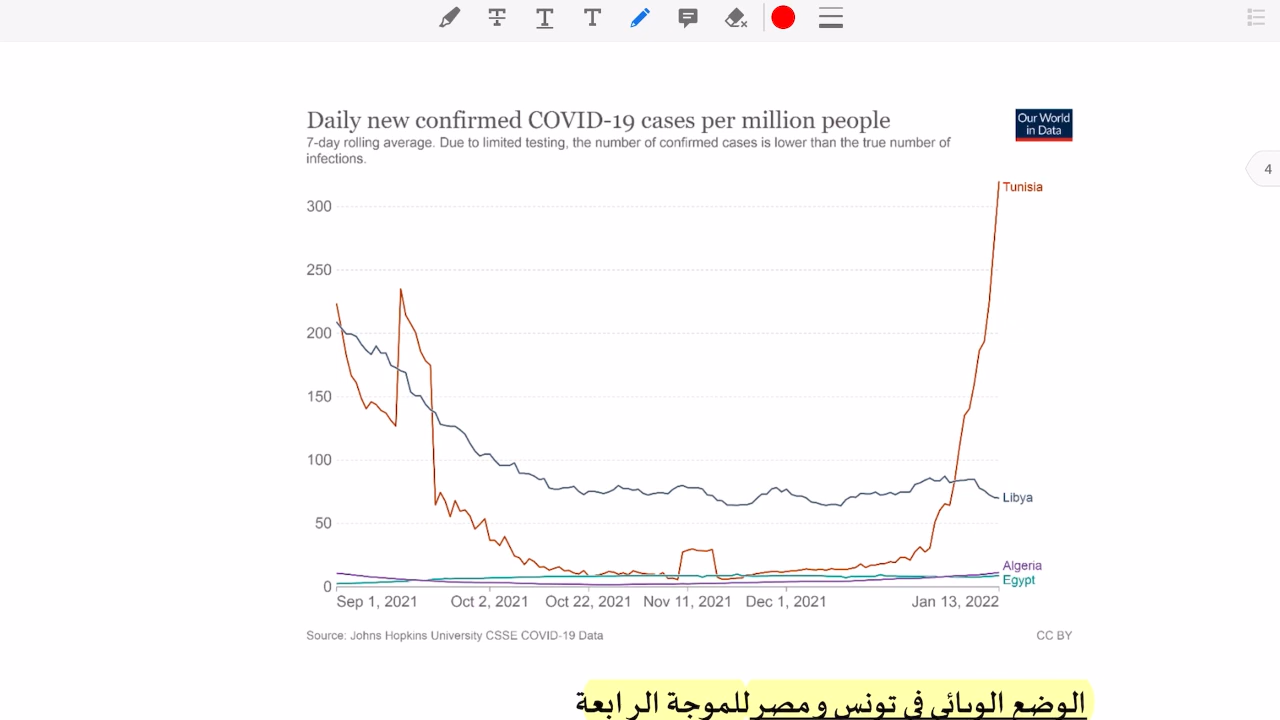 4
Daily new confirmed COVID-19 cases per million people
Our World
in Data
7-day rolling average. Due to limited testing, the number of confirmed cases is lower than the true number of
infections.
Tunisia
300
250
200
150
100
50
0
Libya
Algeria
Egypt
Sep 1, 2021
Oct 2, 2021
Oct 22, 2021
Nov 11, 2021
Dec 1, 2021
Jan 13, 2022
Source: Johns Hopkins University CSSE COVID-19 Data
CC BY
الوضع الوبائي في تونس و مصر للموجة الرابعة